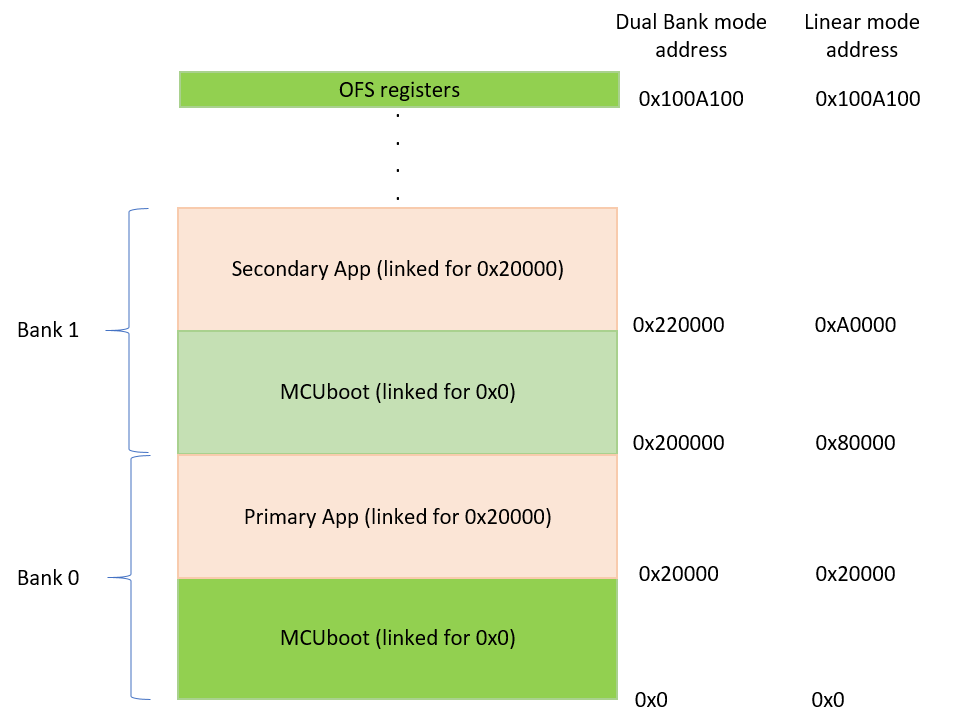 Dual Bank mode
address
Linear mode
address
OFS registers
0x100A100
0x100A100
Secondary App (linked for 0x20000)
0x220000
0xA0000
Bank 1
MCUboot (linked for 0x0)
0x200000
0x80000
Primary App (linked for 0x20000)
0x20000
0x20000
Bank 0
MCUboot (linked for 0x0)
0x0
0x0